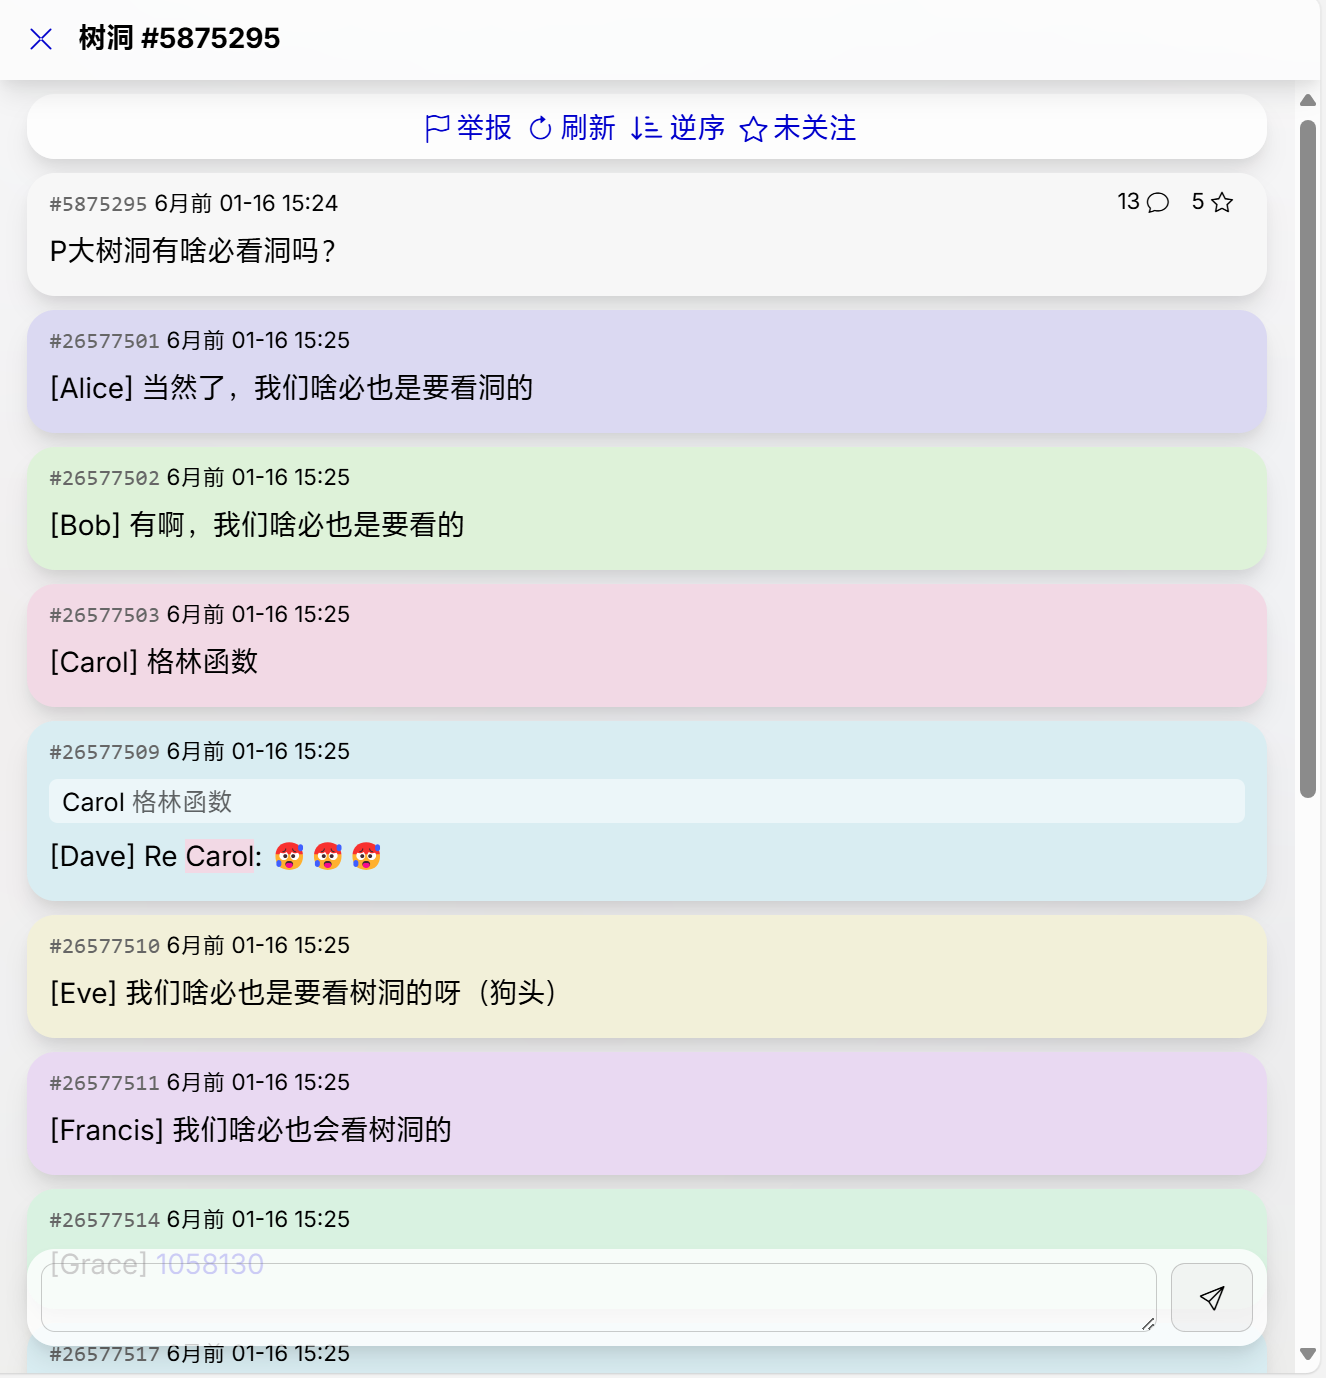 树洞 #5875295
举报 刷新 逆序 未关注
#5875295 6月前 01-16 15:24 13 5
P大树洞有啥必看洞吗？
#26577501 6月前 01-16 15:25
[Alice] 当然了，我们啥必也是要看洞的
#26577502 6月前 01-16 15:25
[Bob] 有啊，我们啥必也是要看的
#26577503 6月前 01-16 15:25
[Carol] 格林函数
#26577509 6月前 01-16 15:25
Carol 格林函数
[Dave] Re Carol: 🥵🥵🥵
#26577510 6月前 01-16 15:25
[Eve] 我们啥必也是要看树洞的呀（狗头）
#26577511 6月前 01-16 15:25
[Francis] 我们啥必也会看树洞的
#26577514 6月前 01-16 15:25
[Grace] 1058130
#26577517 6月前 01-16 15:25